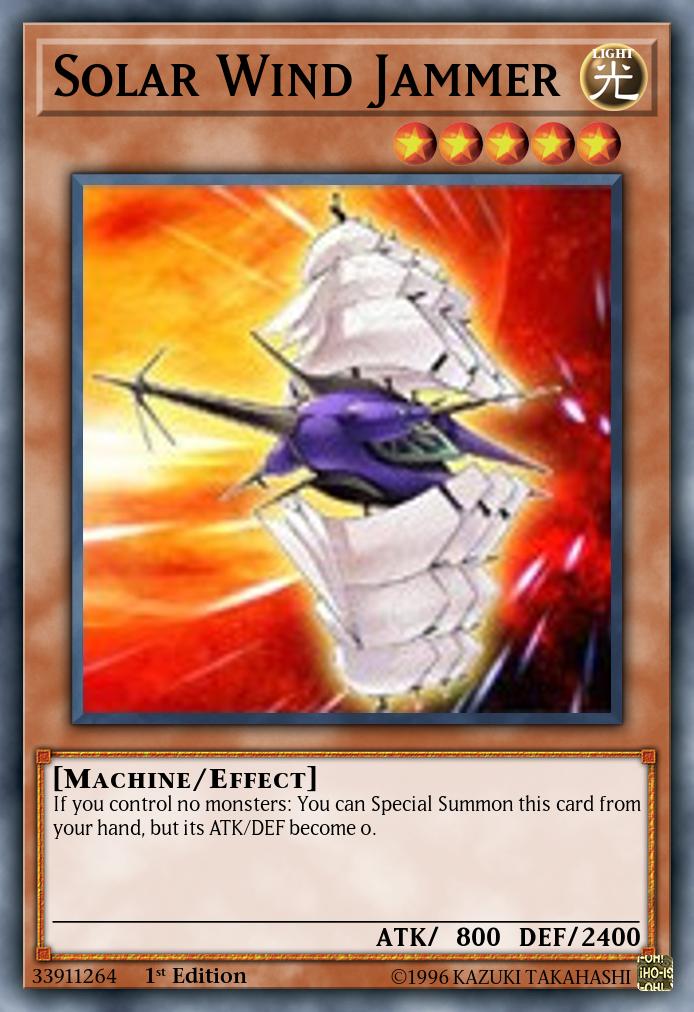 Solar Wind Jammer
LIGHT
光
[Machine/Effect]
If you control no monsters: You can Special Summon this card from
your hand, but its ATK/DEF become 0.
ATK/ 800 DEF/2400
33911264 1st Edition ©1996 KAZUKI TAKAHASHI